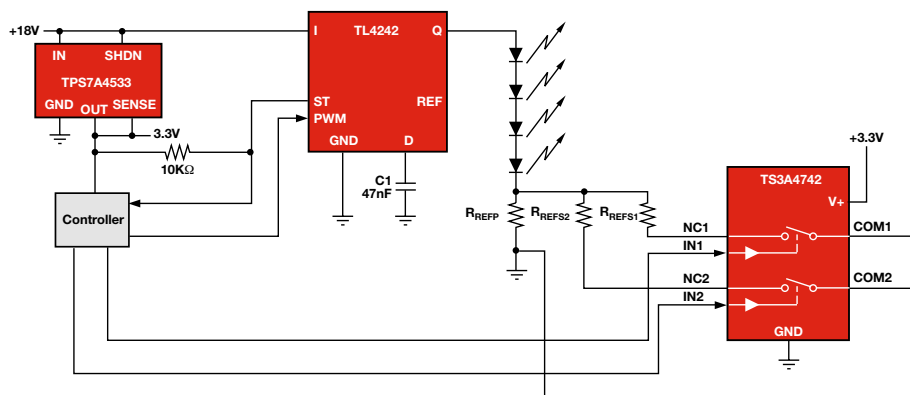 +18V
IN SHDN
TPS7A4533
GND OUT SENSE
3.3V
10KΩ
Controller
I TL4242 Q
ST REF
PWM
GND D
C1
47nF
RREFP RREFS2 RREFS1
+3.3V
TS3A4742
V+
NC1 COM1
IN1
NC2 COM2
IN2
GND